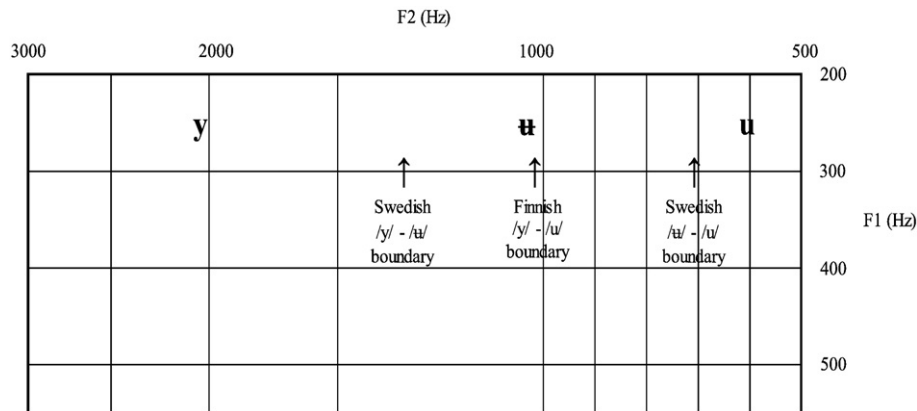 F2 (Hz)
3000 2000 1000 500
200
y ʉ u
300
Swedish Finnish Swedish
/y/ - /ʉ/ /y/ - /u/ /ʉ/ - /u/
boundary boundary boundary
F1 (Hz)
400
500